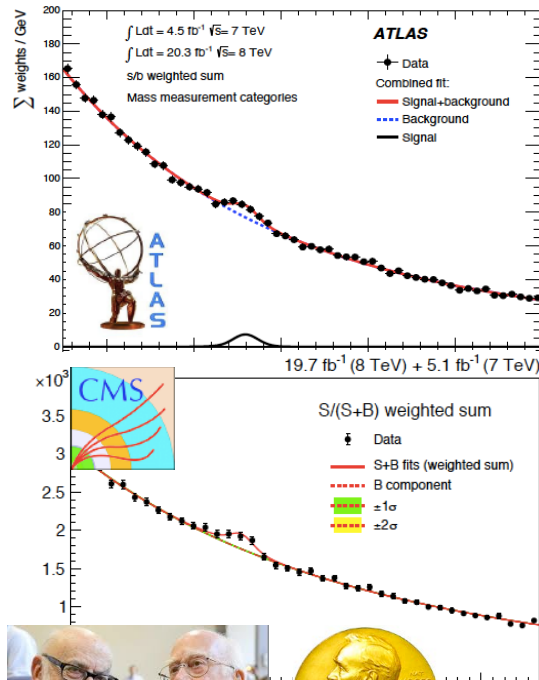 ∫ Ldt = 4.5 fb⁻¹ √s= 7 TeV
∫ Ldt = 20.3 fb⁻¹ √s= 8 TeV
s/b weighted sum
Mass measurement categories
ATLAS
Data
Combined fit:
Signal+background
Background
Signal
∑ weights / GeV
200
180
160
140
120
100
80
60
40
20
0
ATLAS
19.7 fb⁻¹ (8 TeV) + 5.1 fb⁻¹ (7 TeV)
×10³
CMS
S/(S+B) weighted sum
Data
S+B fits (weighted sum)
B component
±1σ
±2σ
3.5
3
2.5
2
1.5
1